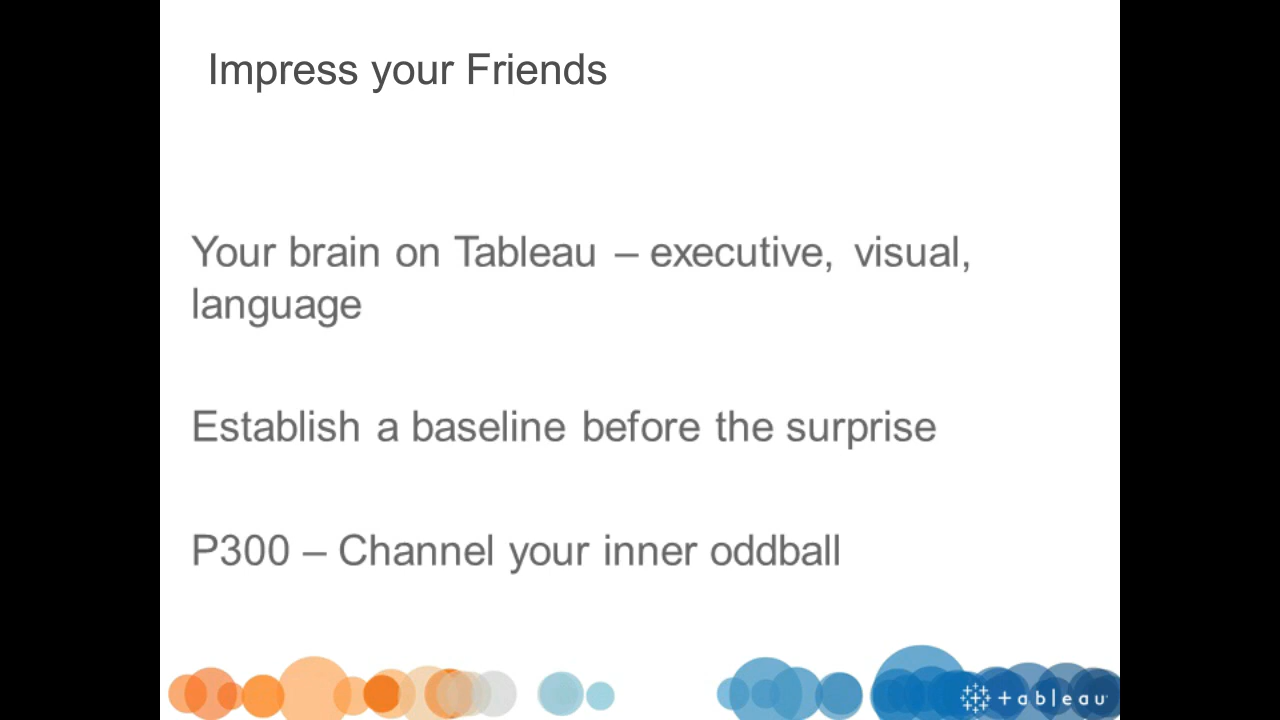 Impress your Friends
Your brain on Tableau – executive, visual,
language
Establish a baseline before the surprise
P300 – Channel your inner oddball
+ableau